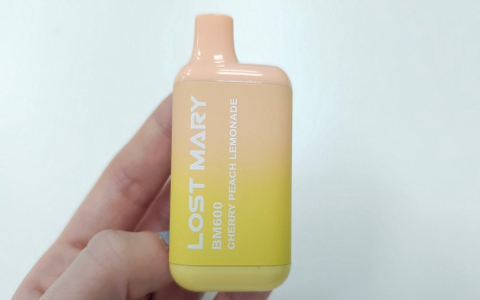 LOST MARY
BM600
CHERRY PEACH LEMONADE